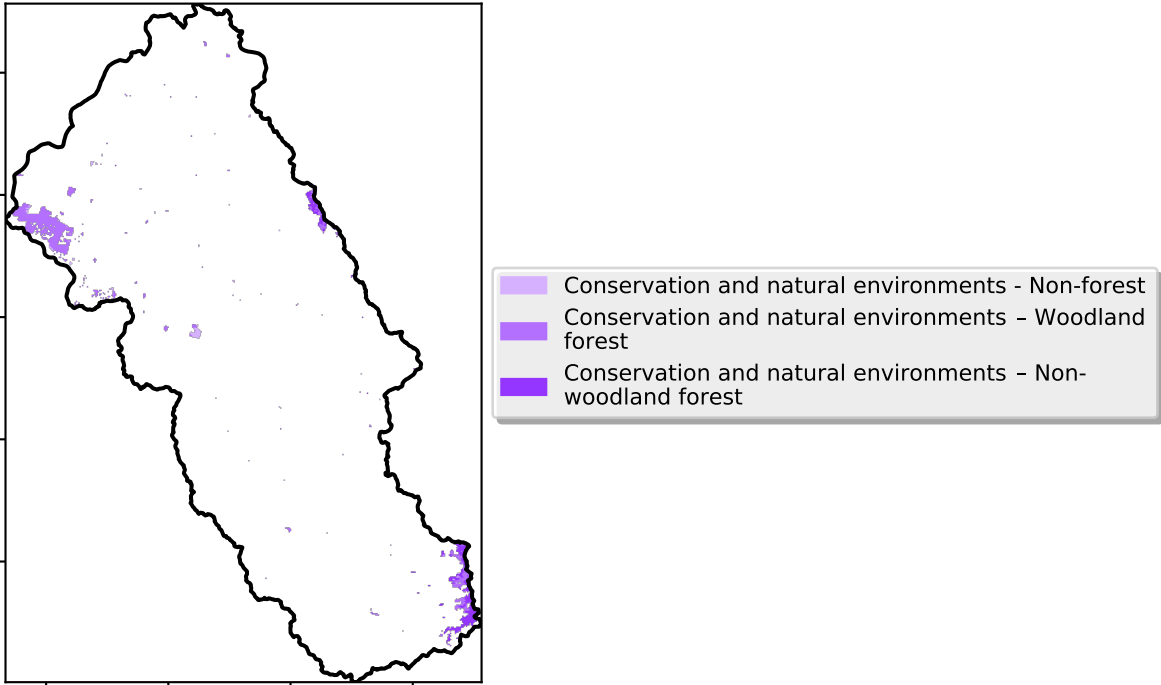 Conservation and natural environments - Non-forest
Conservation and natural environments – Woodland
forest
Conservation and natural environments – Non-
woodland forest